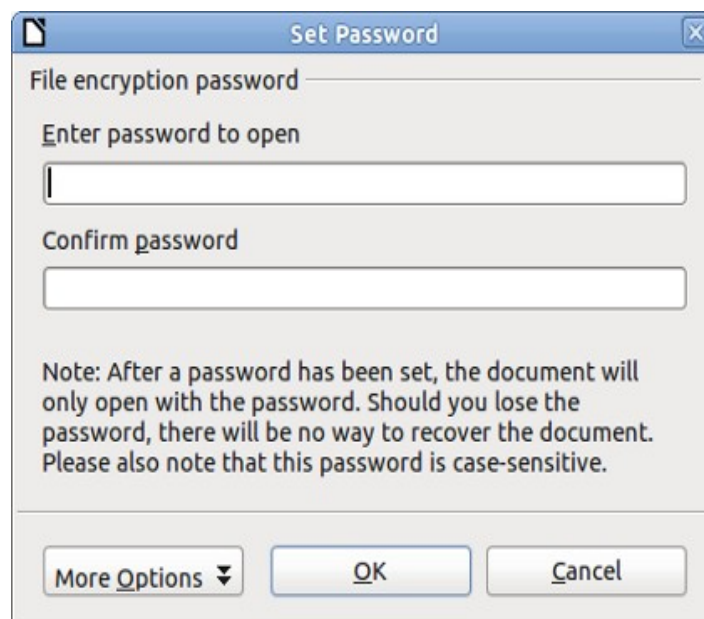 Set Password
File encryption password
Enter password to open
Confirm password
Note: After a password has been set, the document will
only open with the password. Should you lose the
password, there will be no way to recover the document.
Please also note that this password is case-sensitive.
More Options OK Cancel